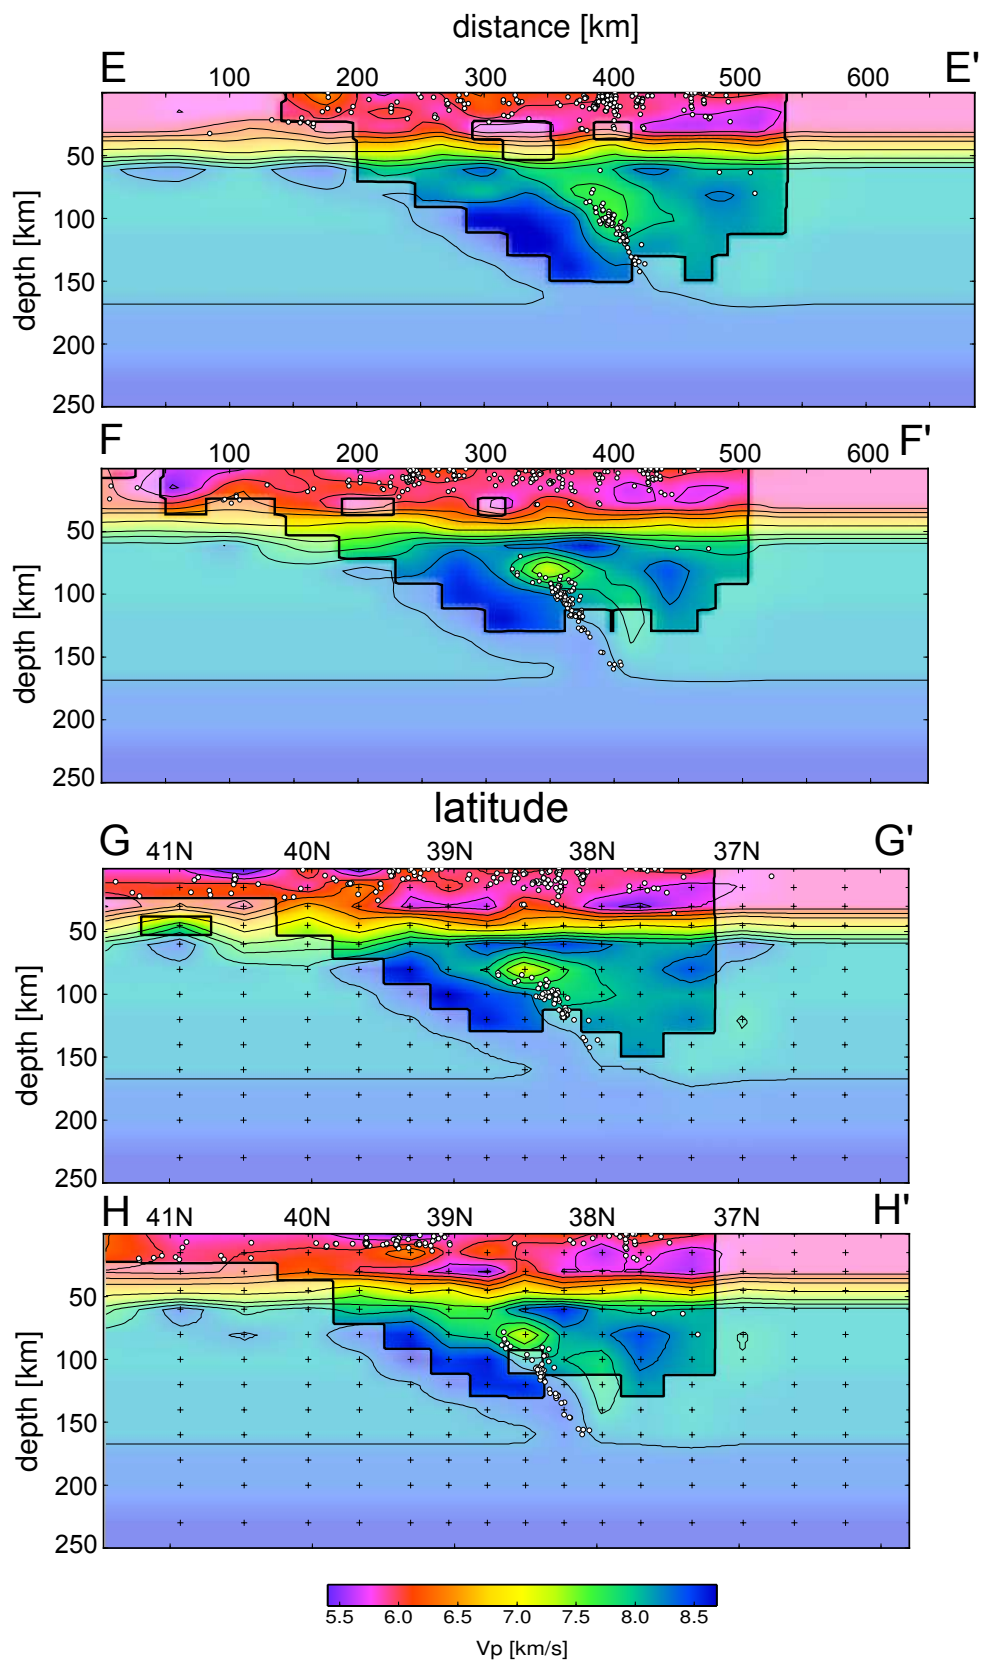 distance [km]
E 100 200 300 400 500 600 E'
50
100
150
200
250
depth [km]
F 100 200 300 400 500 600 F'
50
100
150
200
250
depth [km]
latitude
G 41N 40N 39N 38N 37N G'
50
100
150
200
250
depth [km]
H 41N 40N 39N 38N 37N H'
50
100
150
200
250
depth [km]
5.5 6.0 6.5 7.0 7.5 8.0 8.5
Vp [km/s]